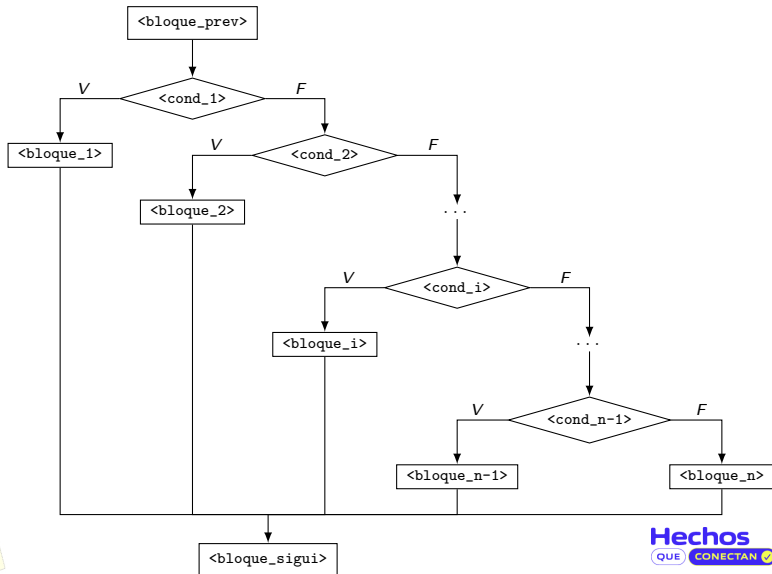 <bloque_prev>
V
<cond_1>
F
<bloque_1>
V
<cond_2>
F
<bloque_2>
...
V
<cond_i>
F
<bloque_i>
...
V
<cond_n-1>
F
<bloque_n-1>
<bloque_n>
<bloque_sigui>
Hechos
QUE CONECTAN